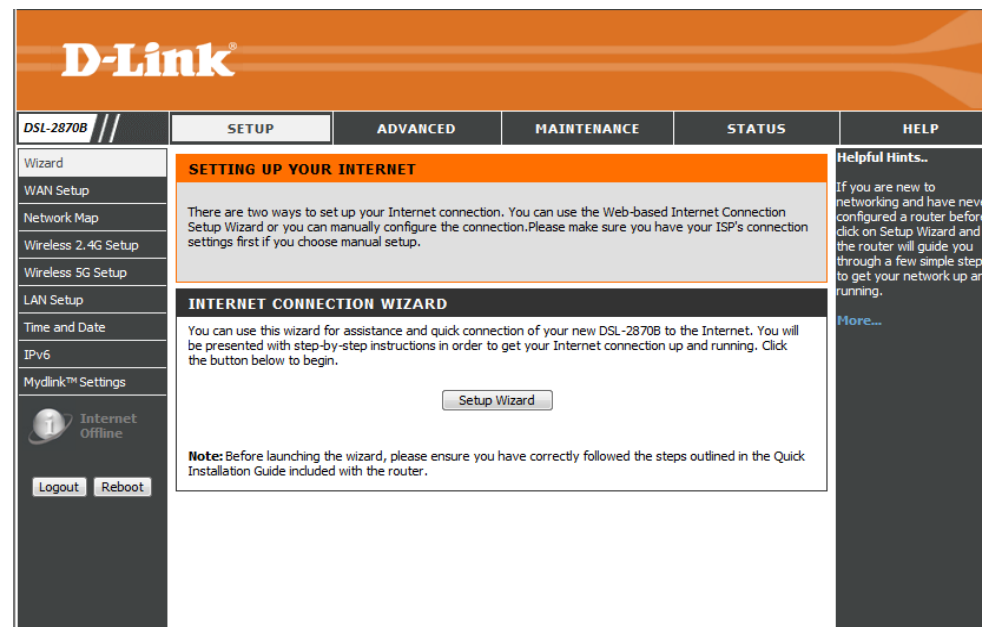 D-Link®
DSL-2870B
SETUP
ADVANCED
MAINTENANCE
STATUS
HELP
Wizard
WAN Setup
Network Map
Wireless 2.4G Setup
Wireless 5G Setup
LAN Setup
Time and Date
IPv6
Mydlink™ Settings
Internet
Offline
Logout
Reboot
SETTING UP YOUR INTERNET
There are two ways to set up your Internet connection. You can use the Web-based Internet Connection
Setup Wizard or you can manually configure the connection.Please make sure you have your ISP's connection
settings first if you choose manual setup.
INTERNET CONNECTION WIZARD
You can use this wizard for assistance and quick connection of your new DSL-2870B to the Internet. You will
be presented with step-by-step instructions in order to get your Internet connection up and running. Click
the button below to begin.
Setup Wizard
Note: Before launching the wizard, please ensure you have correctly followed the steps outlined in the Quick
Installation Guide included with the router.
Helpful Hints..
If you are new to
networking and have neve
configured a router before
click on Setup Wizard and
the router will guide you
through a few simple step
to get your network up an
running.
More...